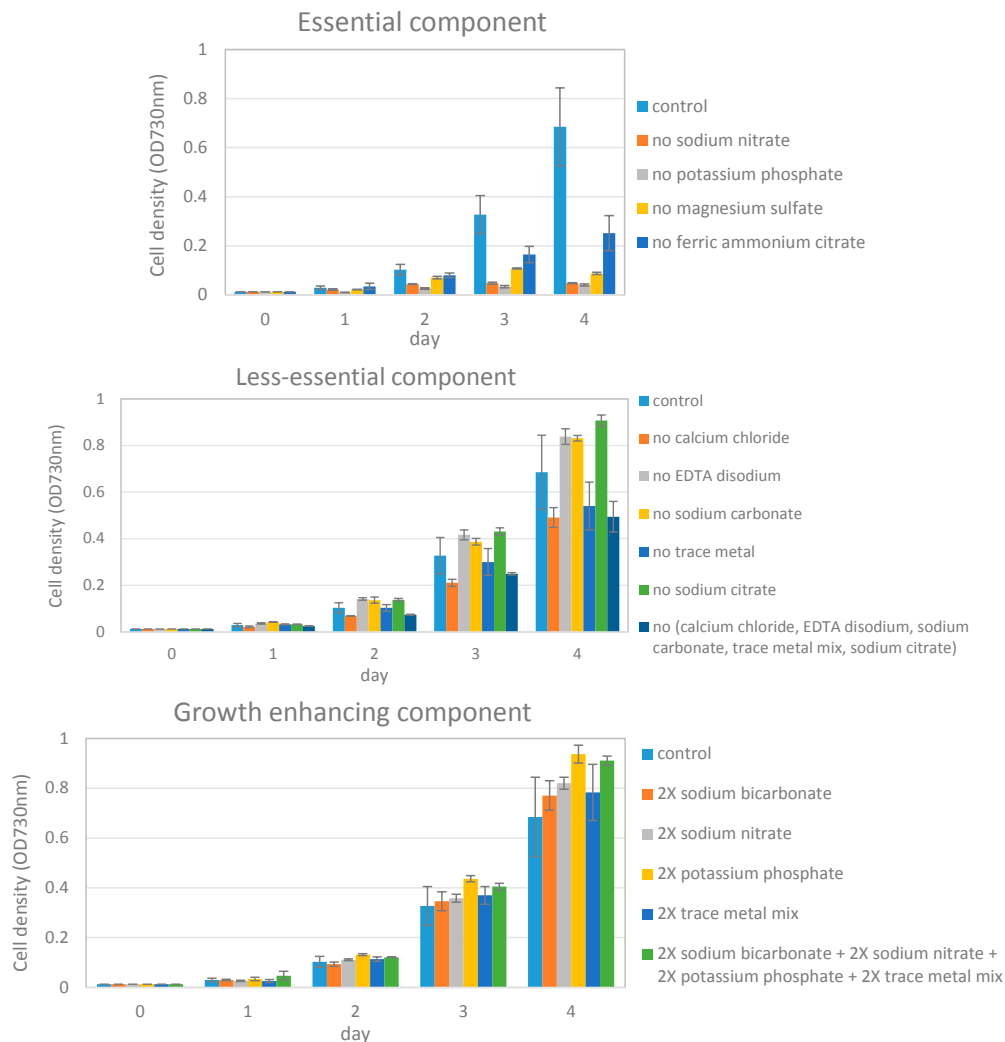 Essential component
Cell density (OD730nm)
1
0.8
0.6
0.4
0.2
0
0 1 2 3 4
day
control
no sodium nitrate
no potassium phosphate
no magnesium sulfate
no ferric ammonium citrate
Less-essential component
Cell density (OD730nm)
1
0.8
0.6
0.4
0.2
0
0 1 2 3 4
day
control
no calcium chloride
no EDTA disodium
no sodium carbonate
no trace metal
no sodium citrate
no (calcium chloride, EDTA disodium, sodium
carbonate, trace metal mix, sodium citrate)
Growth enhancing component
Cell density (OD730nm)
1
0.8
0.6
0.4
0.2
0
0 1 2 3 4
day
control
2X sodium bicarbonate
2X sodium nitrate
2X potassium phosphate
2X trace metal mix
2X sodium bicarbonate + 2X sodium nitrate +
2X potassium phosphate + 2X trace metal mix